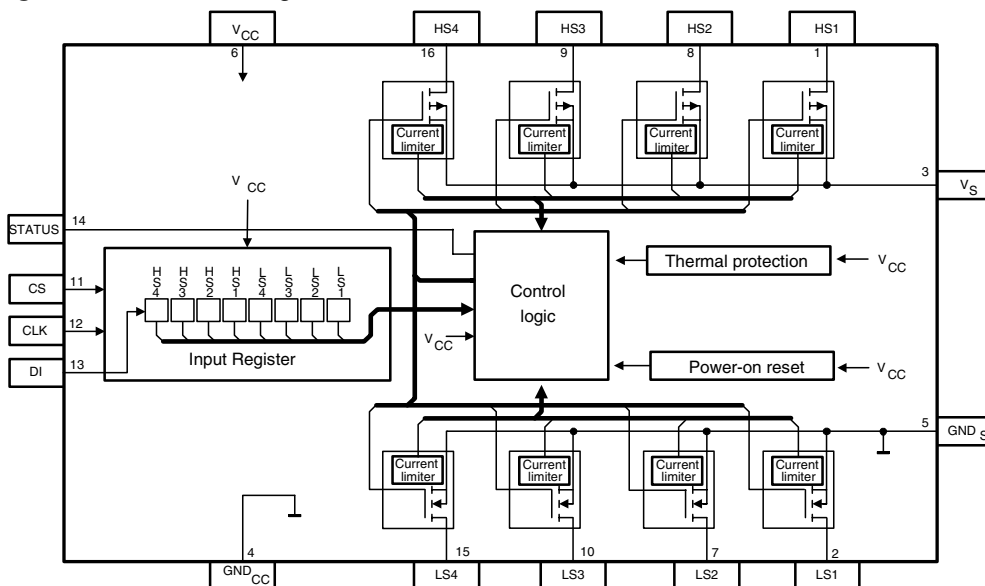 VCC
HS4
HS3
HS2
HS1
6
16
9
8
1
Current limiter
Current limiter
Current limiter
Current limiter
3
VS
VCC
STATUS
14
Thermal protection
VCC
CS
11
HS4
HS3
HS2
HS1
LS4
LS3
LS2
LS1
Control logic
CLK
12
VCC
Input Register
DI
13
Power-on reset
VCC
5
GNDS
Current limiter
Current limiter
Current limiter
Current limiter
4
15
10
7
2
GNDCC
LS4
LS3
LS2
LS1